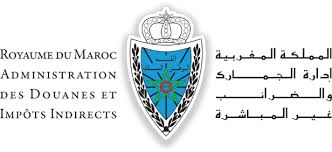 ROYAUME DU MAROC
ADMINISTRATION
DES DOUANES ET
IMPÔTS INDIRECTS
المملكة المغربية
إدارة الجمارك
والضرائب
غير المباشرة